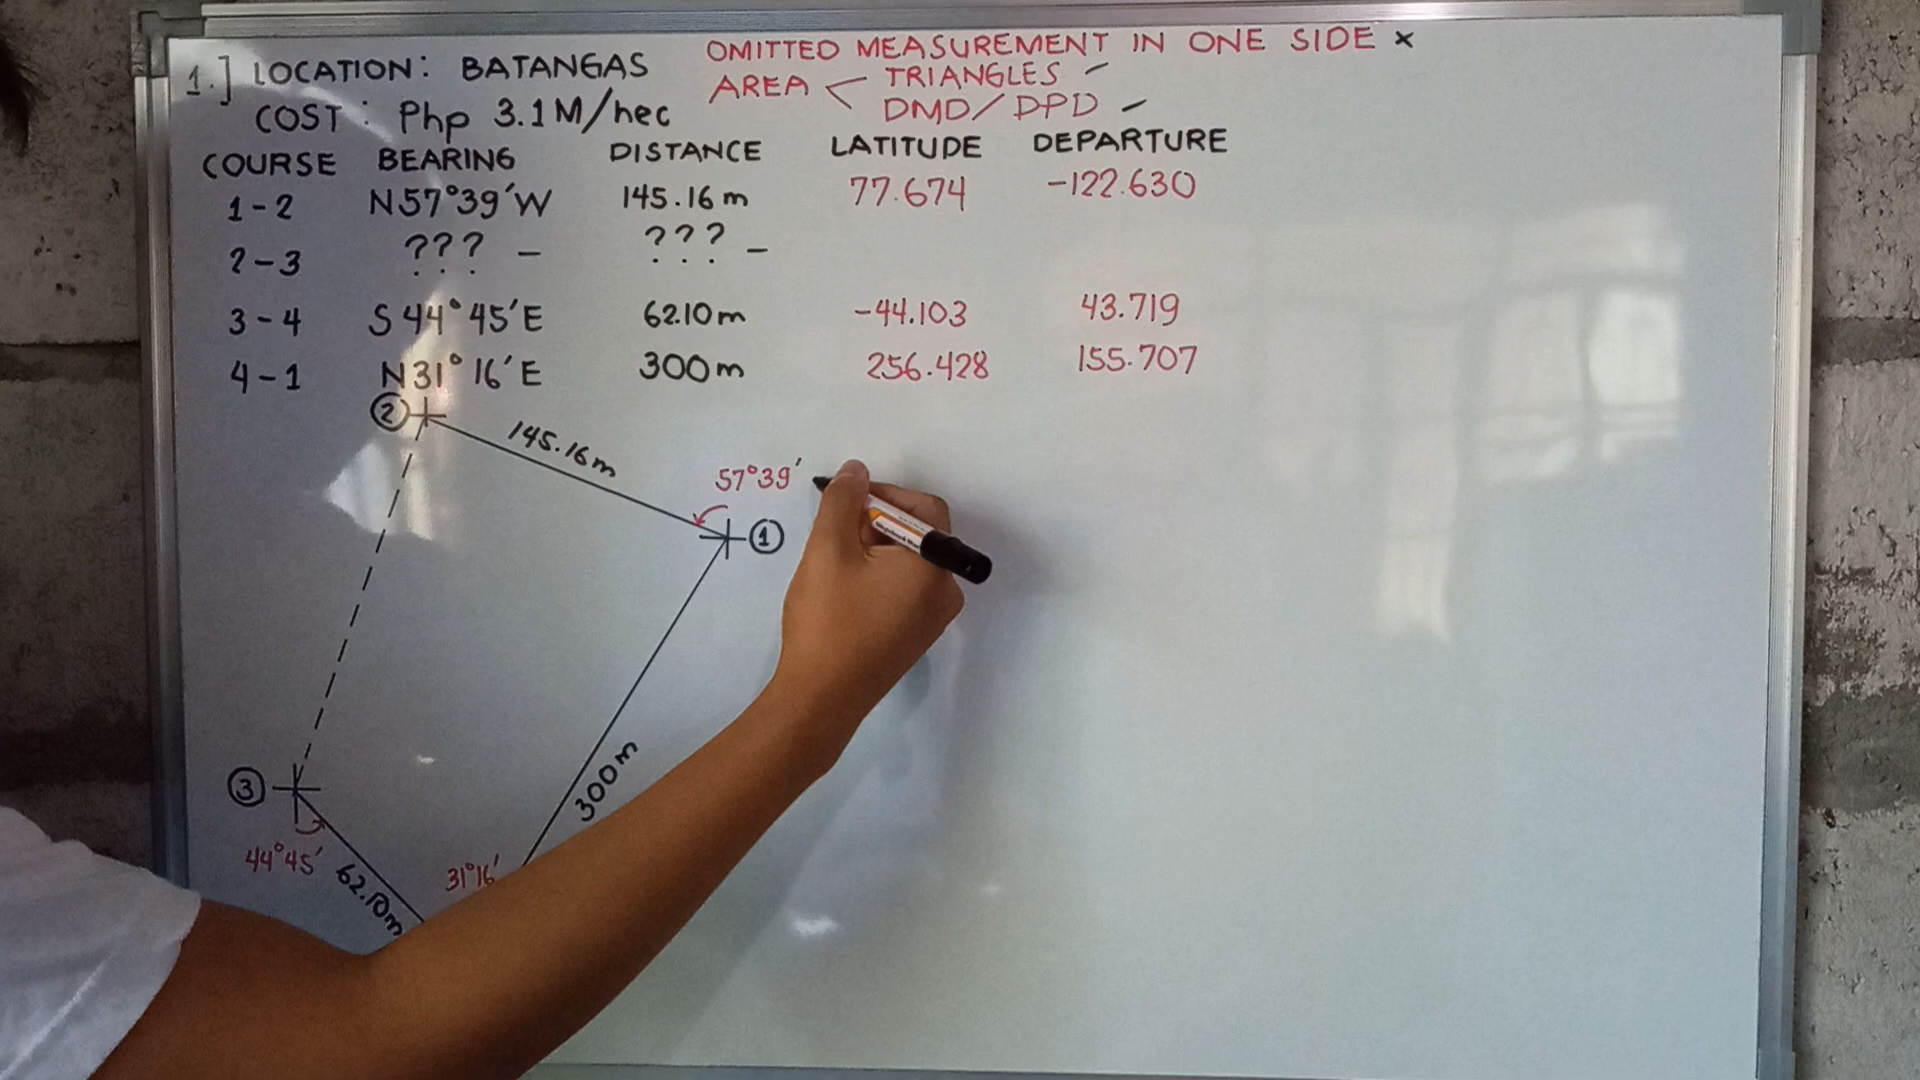 1.] LOCATION: BATANGAS
COST: Php 3.1M/hec
OMITTED MEASUREMENT IN ONE SIDE ×
AREA < TRIANGLES -
DMD/DPD -
COURSE BEARING DISTANCE LATITUDE DEPARTURE
1-2 N57°39'W 145.16m 77.674 -122.630
2-3 ??? - ??? -
3-4 S44°45'E 62.10m -44.103 43.719
4-1 N31°16'E 300m 256.428 155.707
2
145.16m
57°39'
1
300m
3
44°45'
62.10m
31°16'